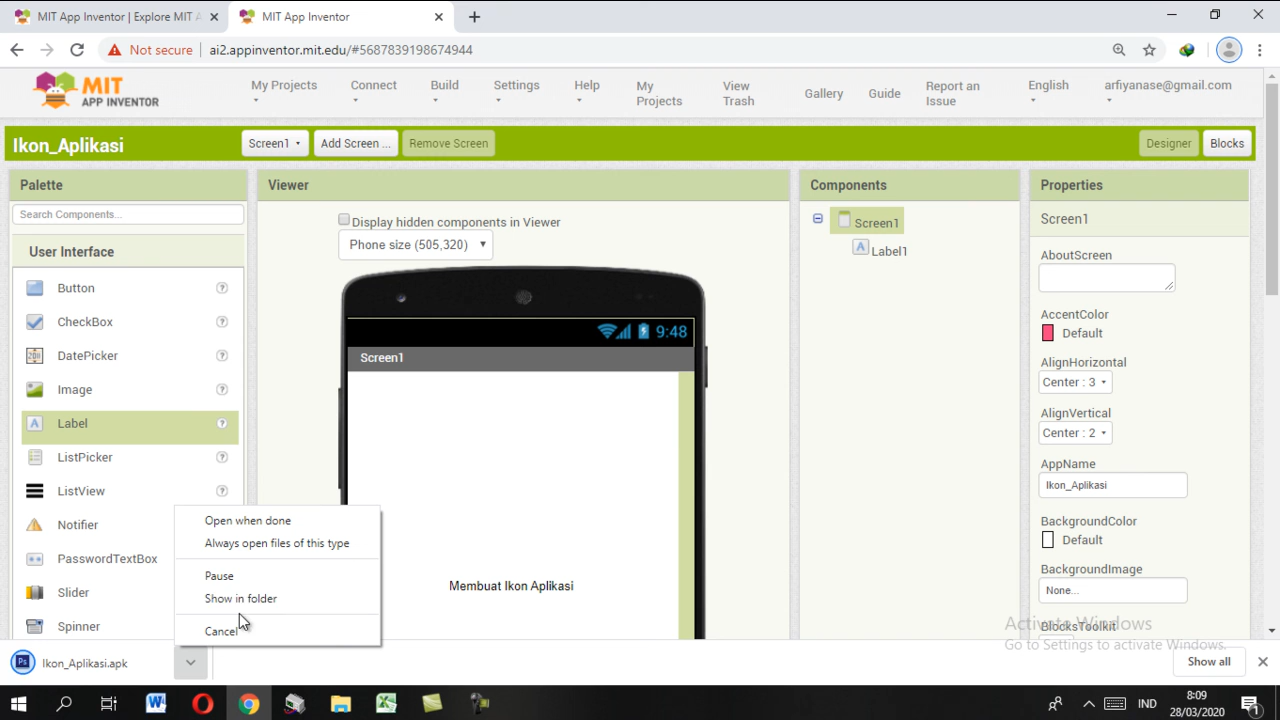 MIT App Inventor | Explore MIT A
MIT App Inventor
Not secure
ai2.appinventor.mit.edu/#5687839198674944
MIT
APP INVENTOR
My Projects
Connect
Build
Settings
Help
My Projects
View Trash
Gallery
Guide
Report an Issue
English
arfiyanase@gmail.com
Ikon_Aplikasi
Screen1
Add Screen ...
Remove Screen
Designer
Blocks
Palette
Search Components...
User Interface
Button ?
CheckBox ?
DatePicker ?
Image ?
Label ?
ListPicker ?
ListView ?
Notifier
PasswordTextBox
Slider
Spinner
Viewer
Display hidden components in Viewer
Phone size (505,320)
9:48
Screen1
Membuat Ikon Aplikasi
Components
Screen1
A Label1
Properties
Screen1
AboutScreen
AccentColor
Default
AlignHorizontal
Center : 3
AlignVertical
Center : 2
AppName
Ikon_Aplikasi
BackgroundColor
Default
BackgroundImage
None...
BlocksToolkit
Activate Windows
Go to Settings to activate Windows.
Open when done
Always open files of this type
Pause
Show in folder
Cancel
Ps
Ikon_Aplikasi.apk
Show all
IND
8:09
28/03/2020
1